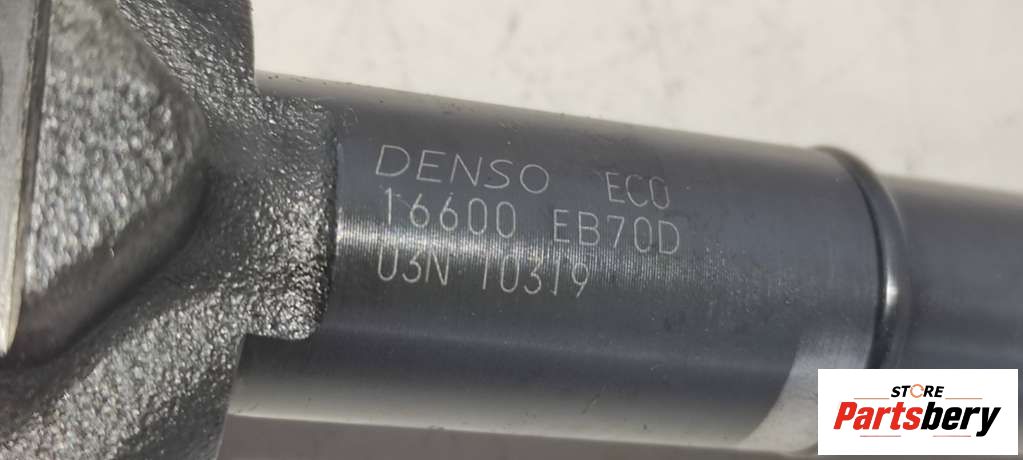 DENSO ECO
16600 EB70D
U3N 10319
STORE
Partsbery